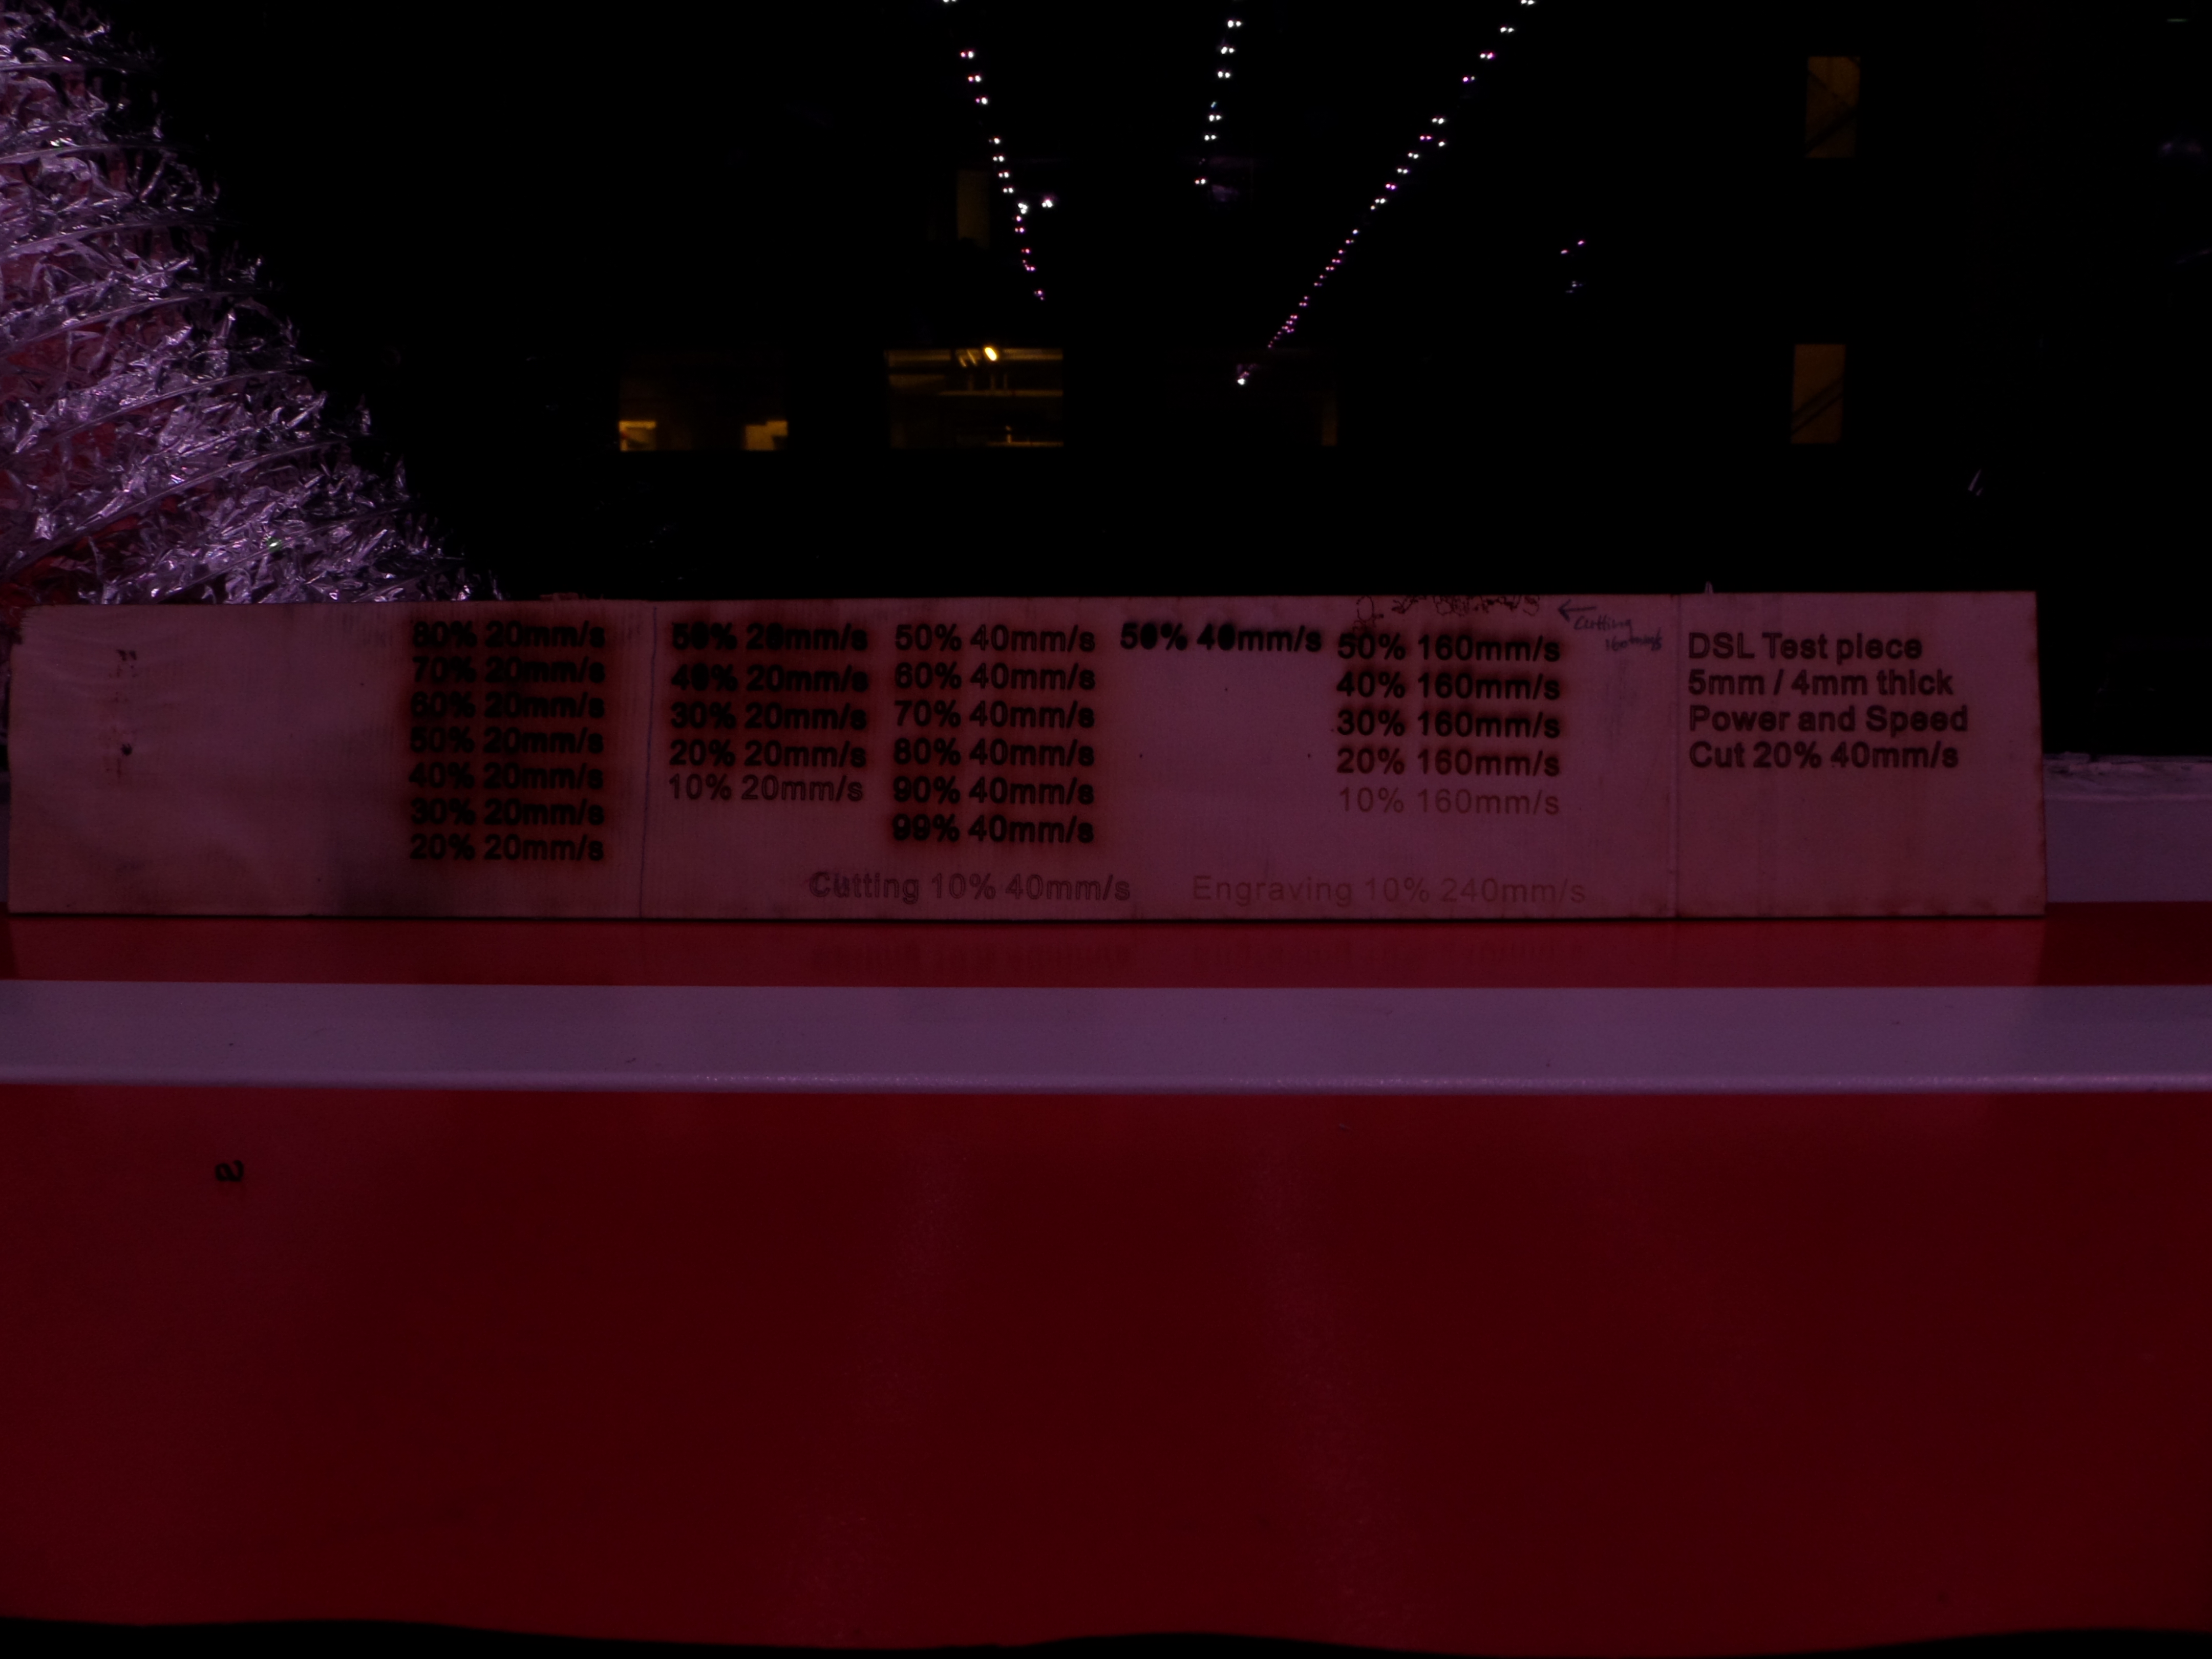 80% 20mm/s
70% 20mm/s
60% 20mm/s
50% 20mm/s
40% 20mm/s
30% 20mm/s
20% 20mm/s
50% 20mm/s
40% 20mm/s
30% 20mm/s
20% 20mm/s
10% 20mm/s
50% 40mm/s
60% 40mm/s
70% 40mm/s
80% 40mm/s
90% 40mm/s
99% 40mm/s
50% 40mm/s
50% 160mm/s
40% 160mm/s
30% 160mm/s
20% 160mm/s
10% 160mm/s
Cutting
160mm/s
DSL Test piece
5mm / 4mm thick
Power and Speed
Cut 20% 40mm/s
Cutting 10% 40mm/s
Engraving 10% 240mm/s